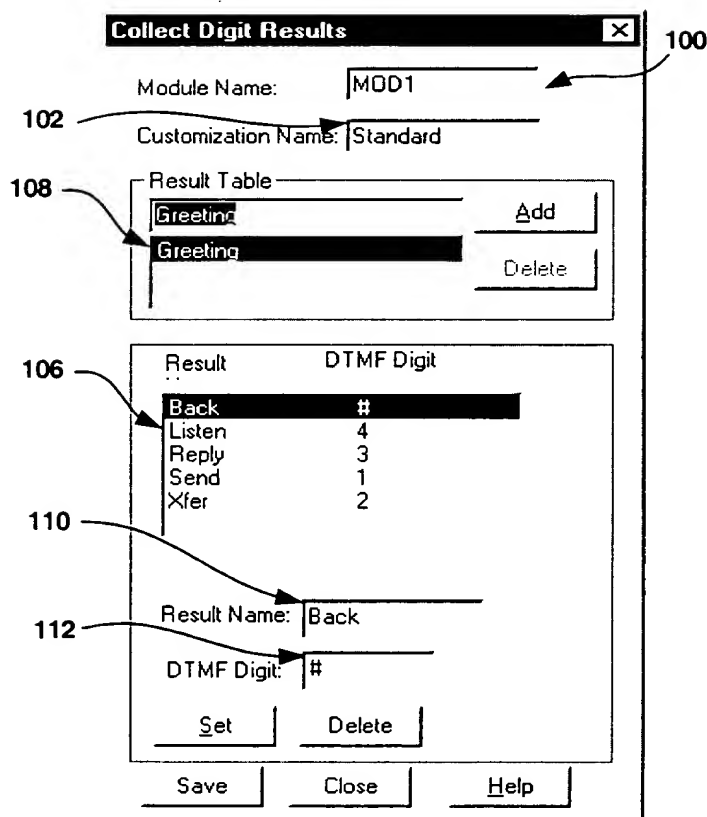 Collect Digit Results
100
Module Name: MOD1
102
Customization Name: Standard
108
Result Table
Greeting
Add
Greeting
Delete
106
Result DTMF Digit
Back #
Listen 4
Reply 3
Send 1
Xfer 2
110
Result Name: Back
112
DTMF Digit: #
Set Delete
Save Close Help